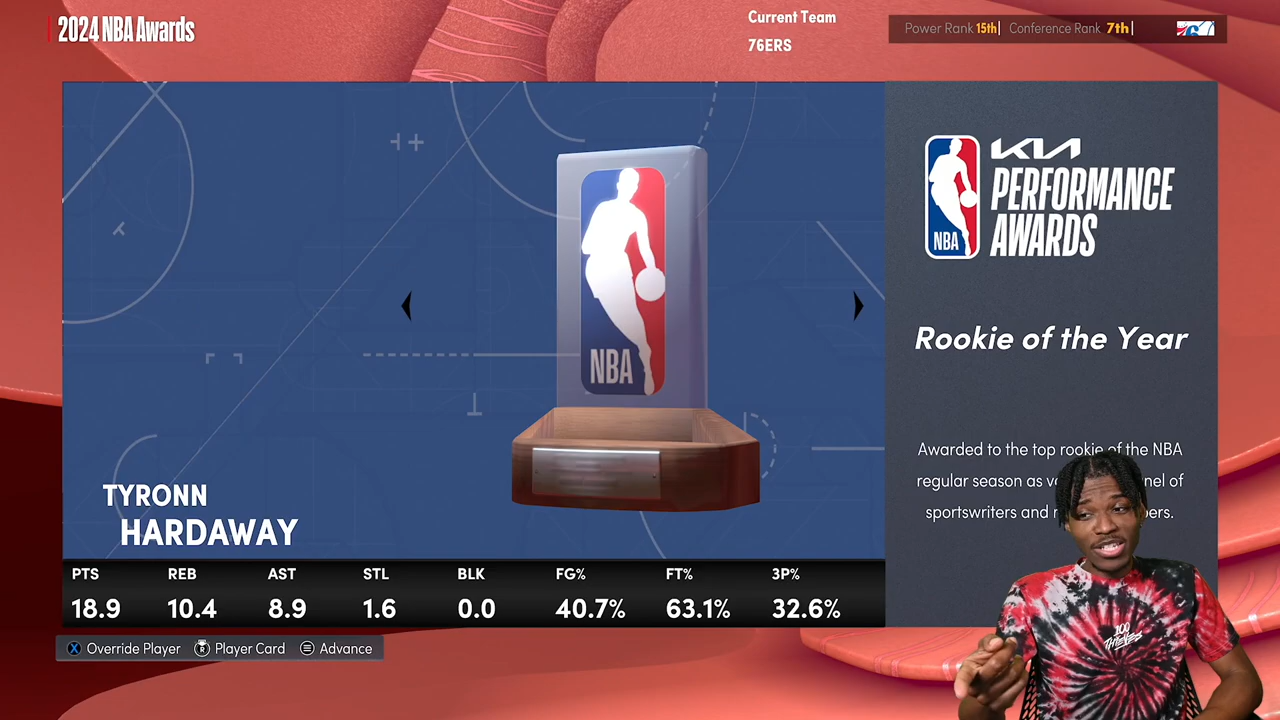 2024 NBA Awards
Current Team
76ERS
Power Rank 15th| Conference Rank 7th|
KIA
PERFORMANCE
AWARDS
NBA
NBA
Rookie of the Year
Awarded to the top rookie of the NBA
regular season as
of
sportswriters and
TYRONN
HARDAWAY
PTS REB AST STL BLK FG% FT% 3P%
18.9 10.4 8.9 1.6 0.0 40.7% 63.1% 32.6%
X Override Player R Player Card Advance
100
THIEVES